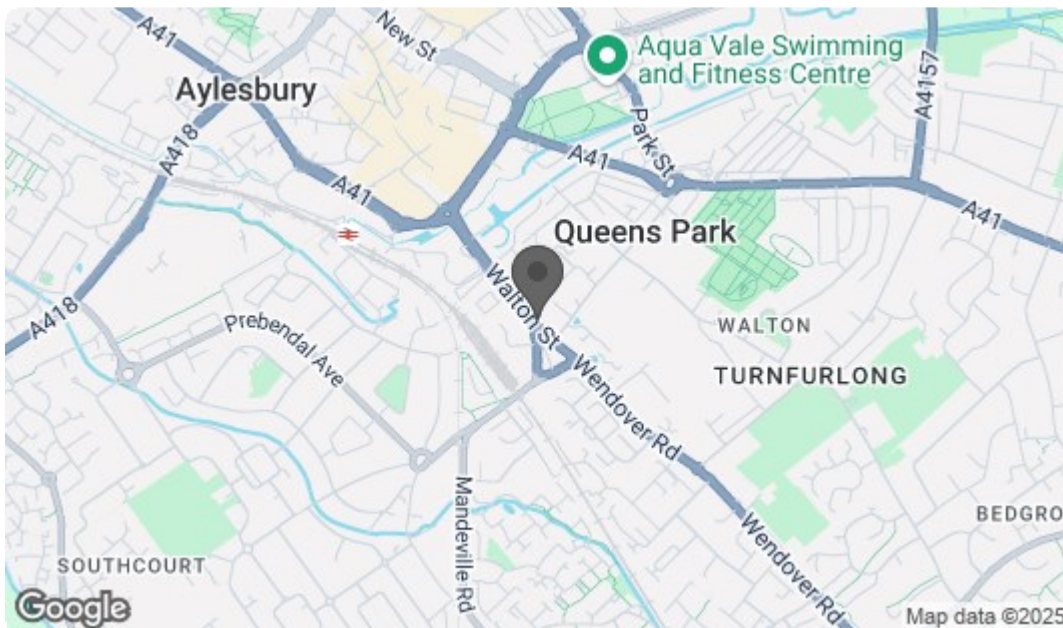 A41
New St
Aqua Vale Swimming
and Fitness Centre
A4157
Aylesbury
A418
Park St
A41
A41
A41
Queens Park
Walton St
A418
Prebendal Ave
WALTON
TURNFURLONG
Wendover Rd
Mandeville Rd
BEDGRO
Wendover Rd
SOUTHCOURT
Google
Map data ©2025